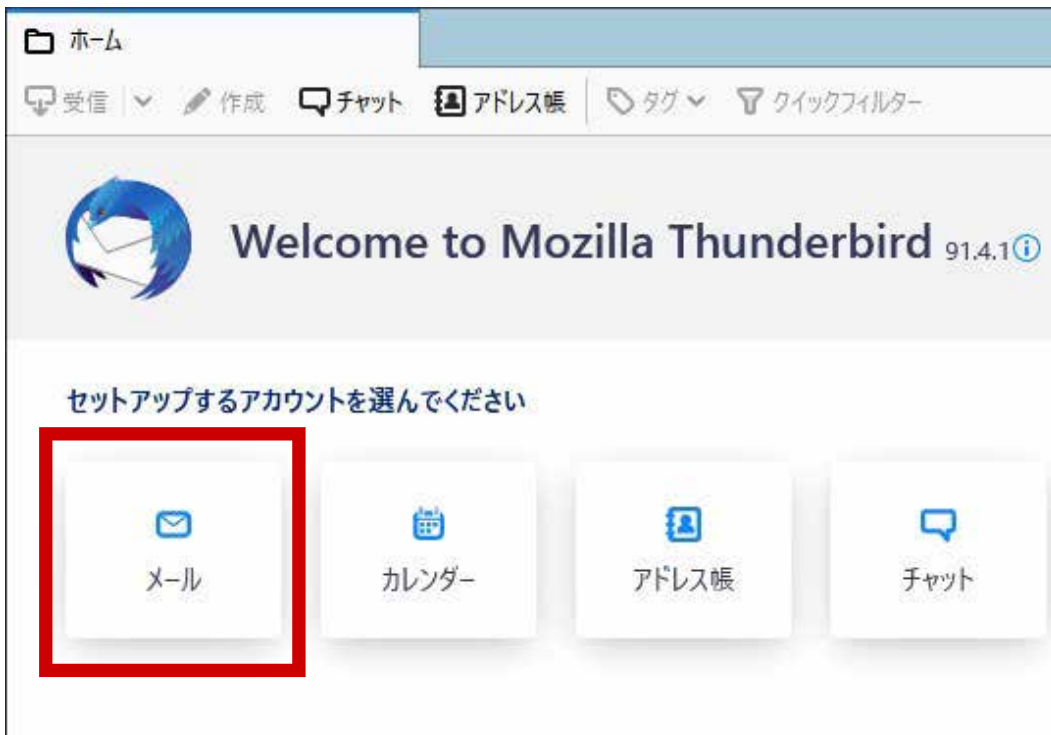 ホーム
受信 作成 チャット アドレス帳 タグ クイックフィルター
Welcome to Mozilla Thunderbird 91.4.1
セットアップするアカウントを選んでください
メール カレンダー アドレス帳 チャット